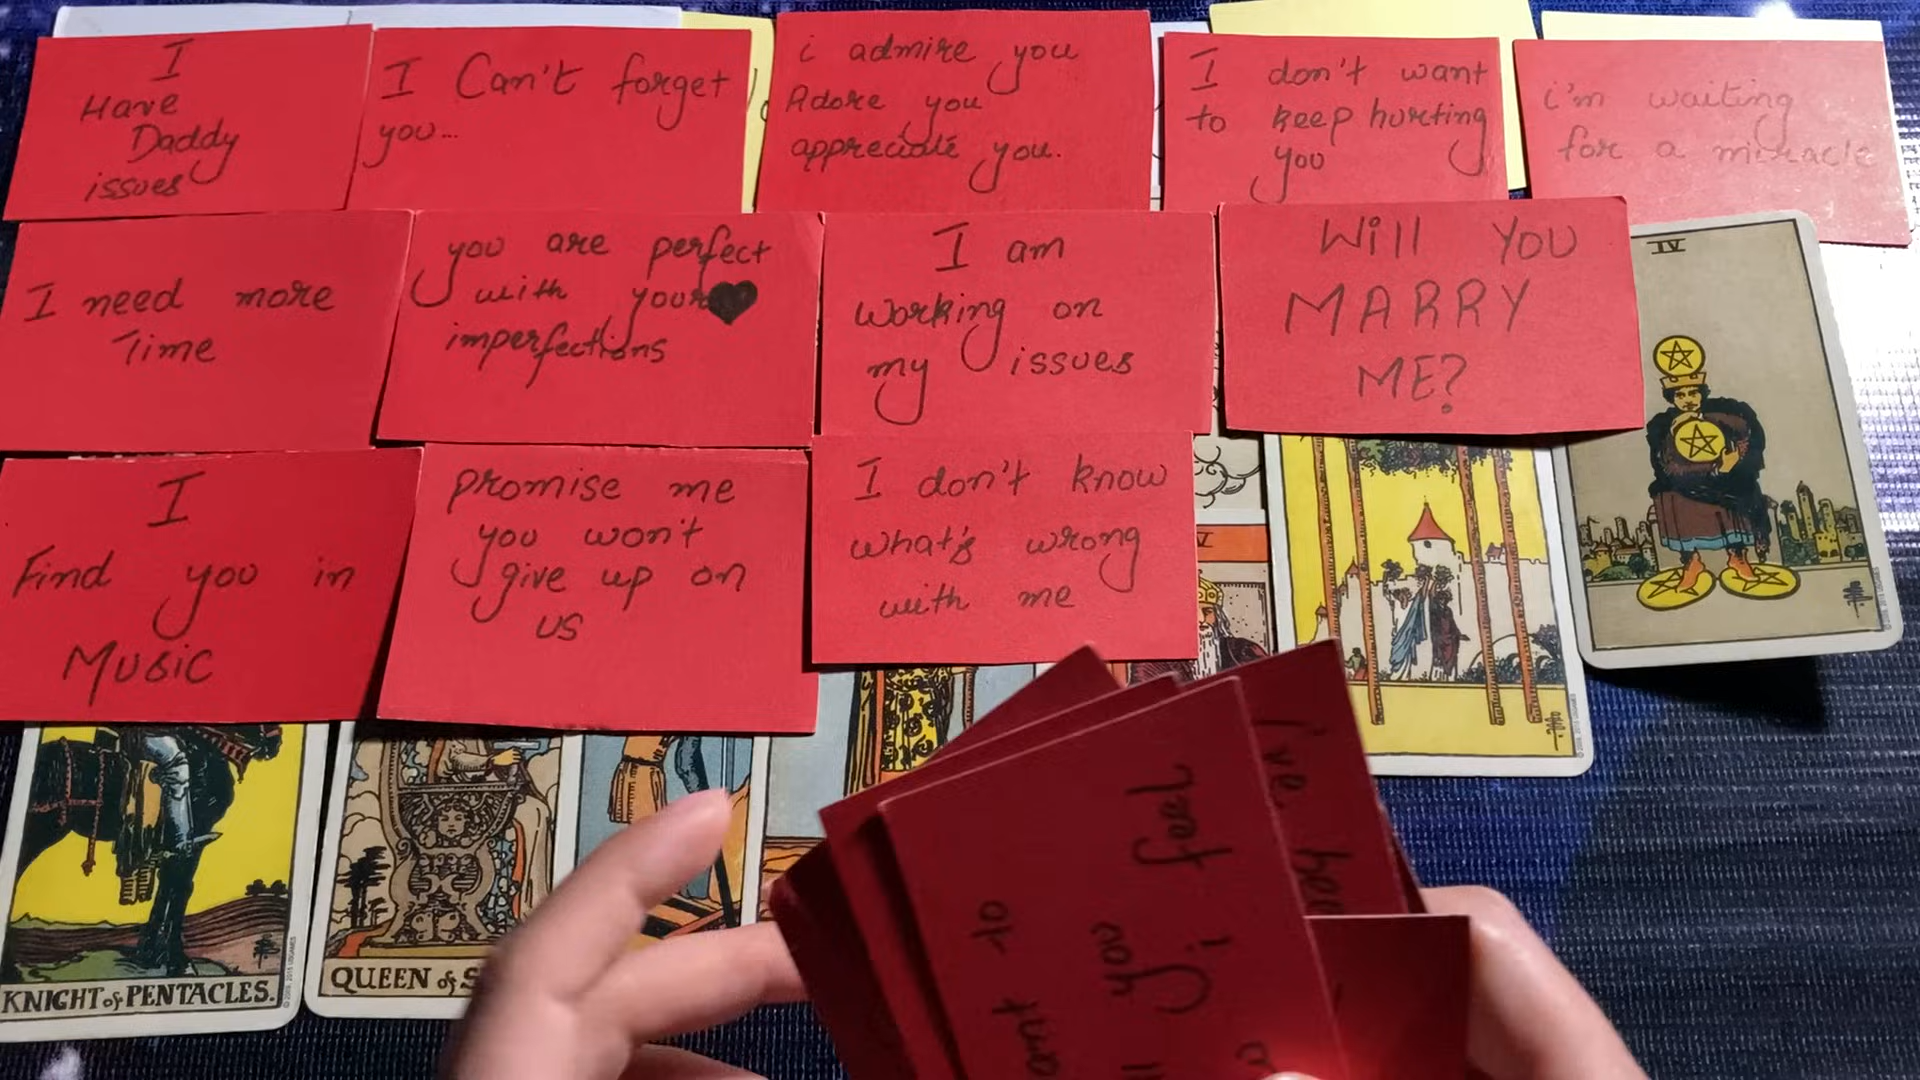 I
Have
Daddy
issues
I Can't forget
you...
i admire you
Adore you
appreciate you.
I don't want
to keep hurting
you
i'm waiting
for a miracle
I need more
Time
you are perfect
with your
imperfections
I am
working on
my issues
Will YOU
MARRY
ME?
IV
I
Find you in
MUSIC
promise me
you won't
give up on
us
I don't know
what's wrong
with me
KNIGHT of PENTACLES.
QUEEN of
to
you feel
i
I've